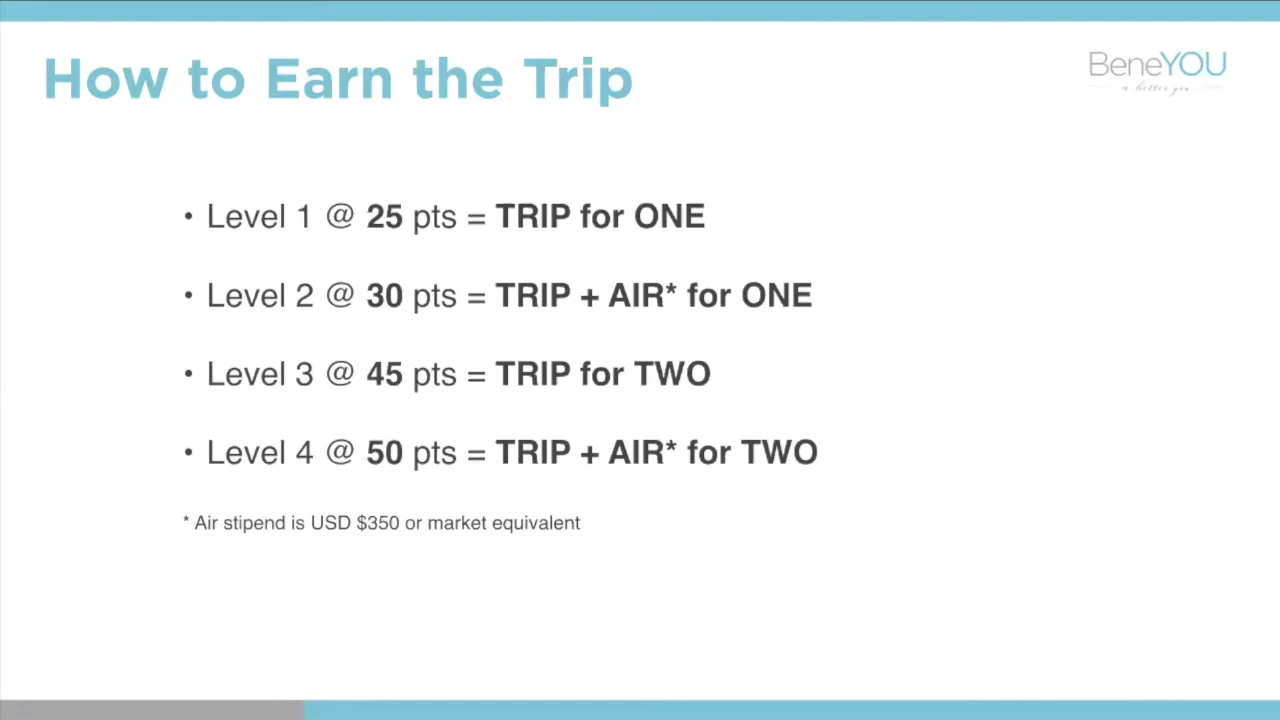 How to Earn the Trip
BeneYOU
a better you
• Level 1 @ 25 pts = TRIP for ONE
• Level 2 @ 30 pts = TRIP + AIR* for ONE
• Level 3 @ 45 pts = TRIP for TWO
• Level 4 @ 50 pts = TRIP + AIR* for TWO
* Air stipend is USD $350 or market equivalent